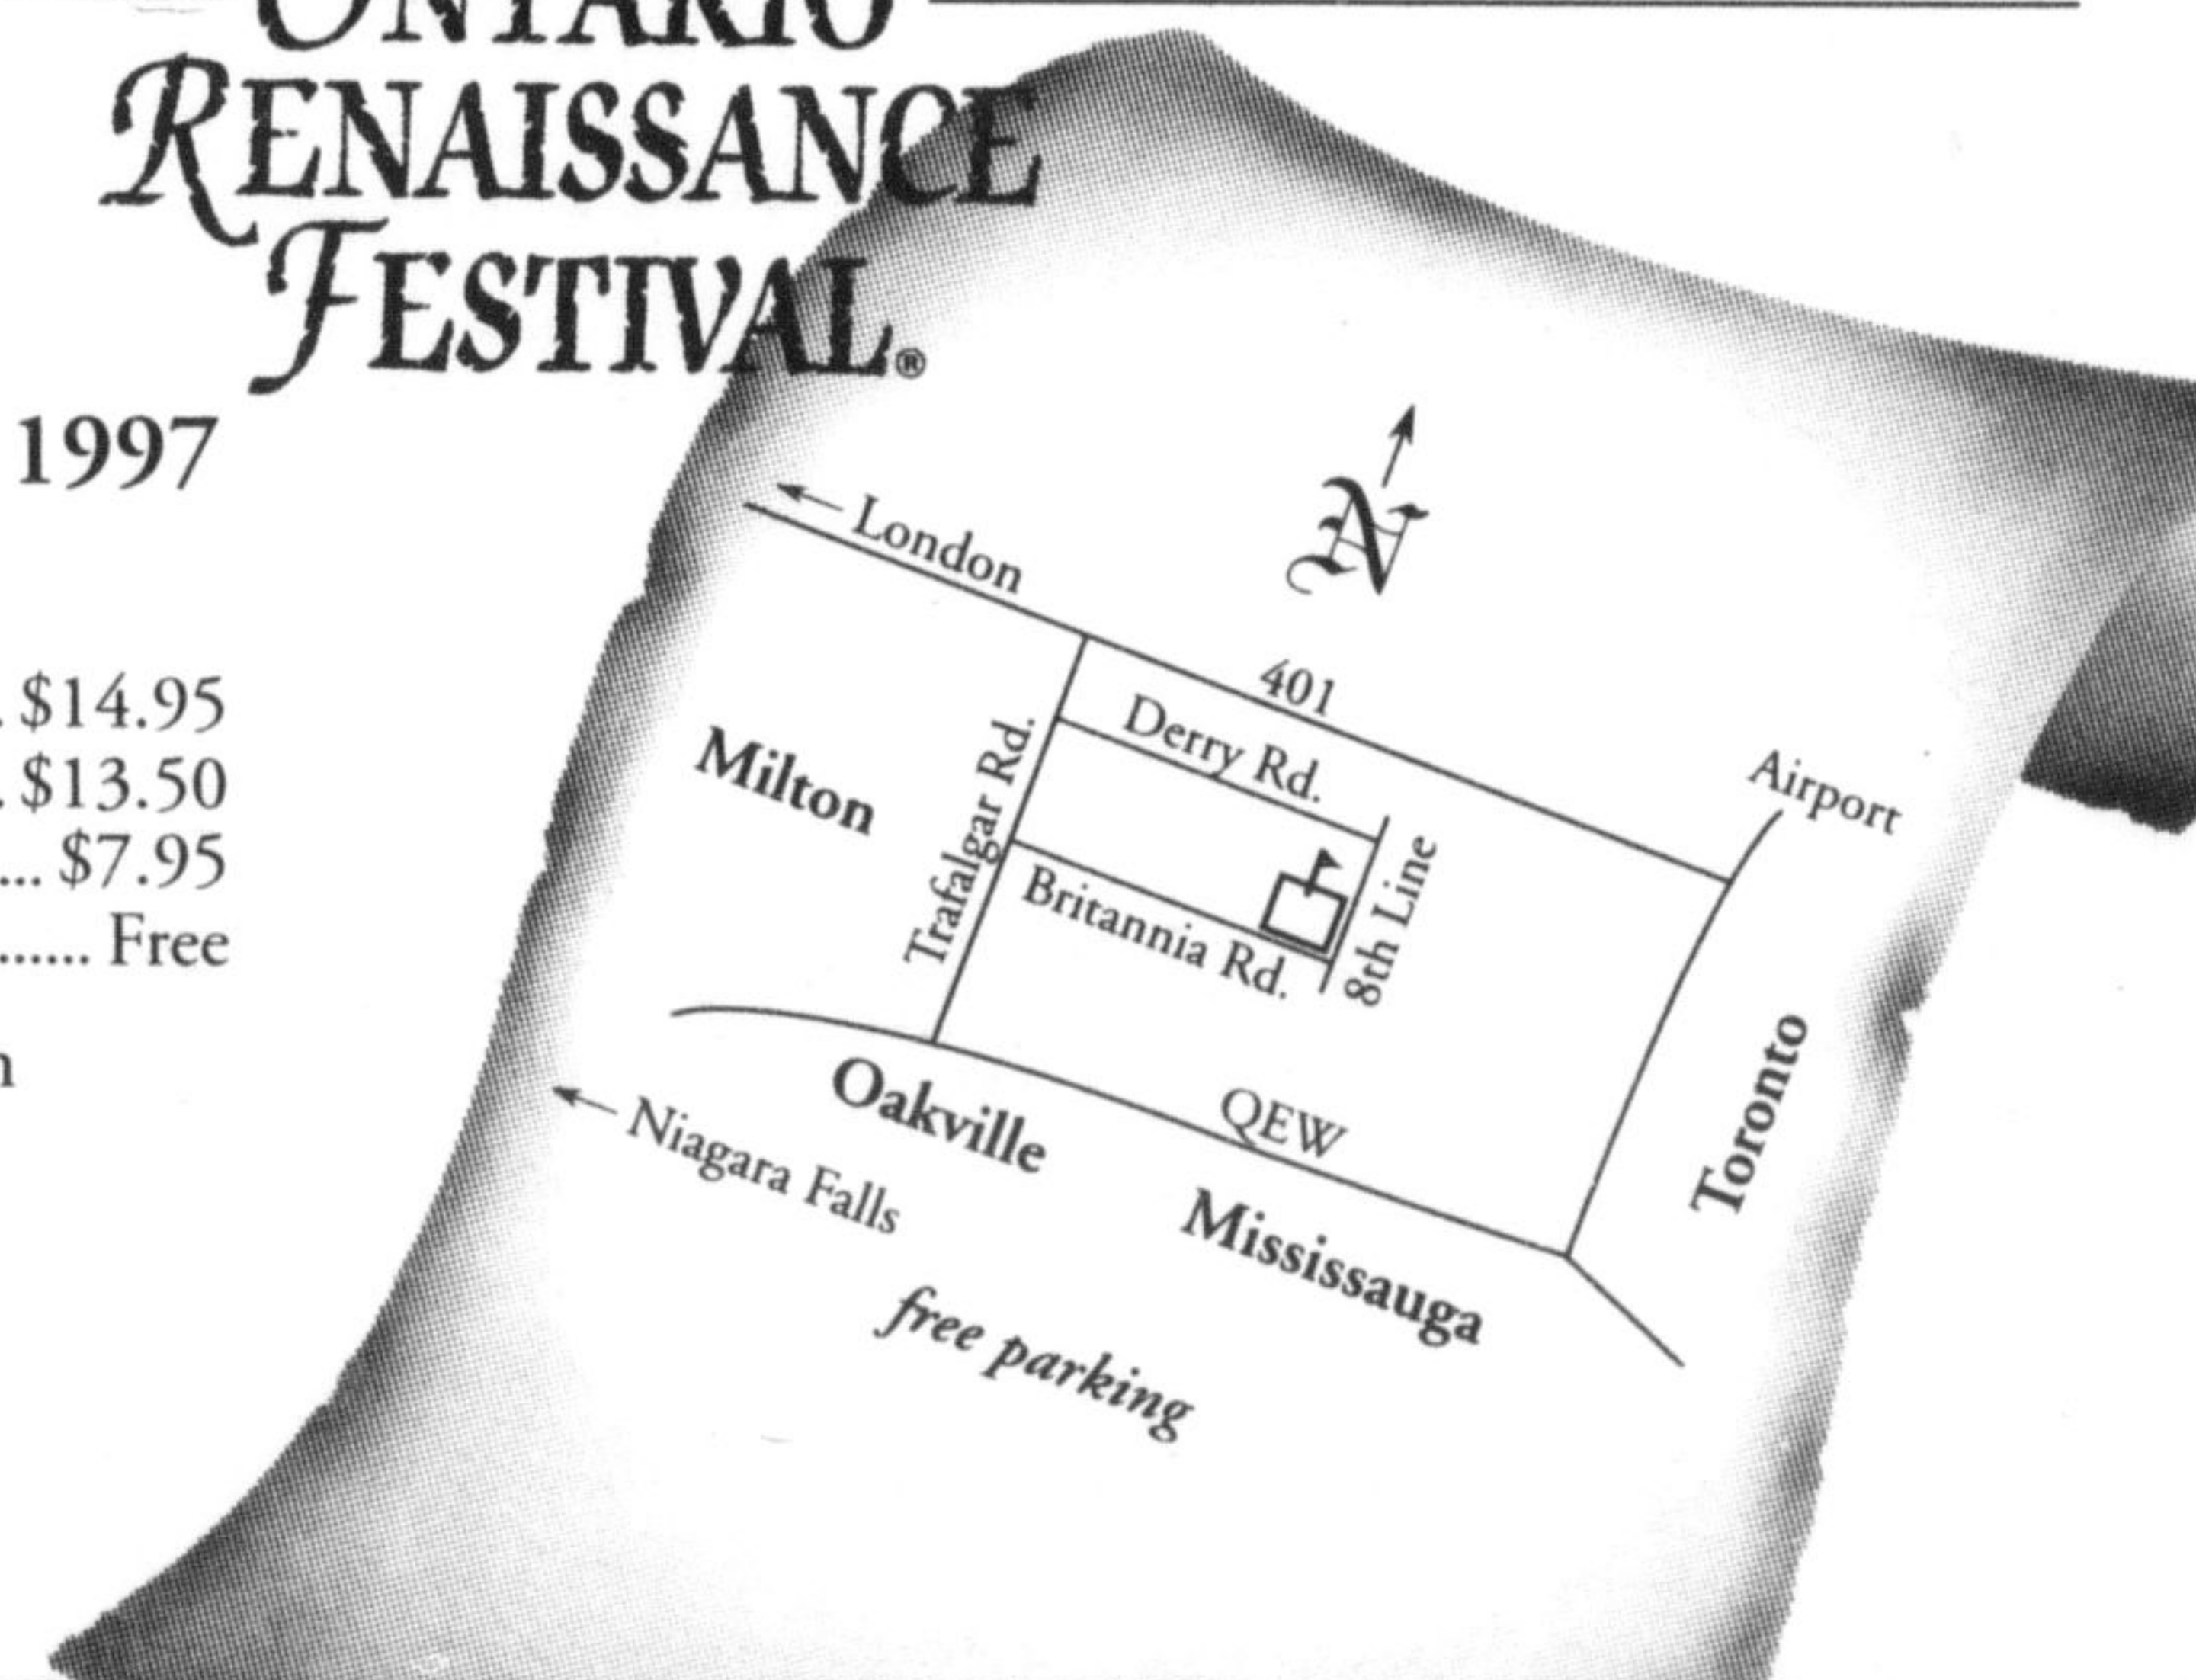 ONTARIO
RENAISSANCE
FESTIVAL®
1997
. $14.95
. $13.50
... $7.95
...... Free
n
London
N
401
Derry Rd.
Airport
Milton
Trafalgar Rd.
8th Line
Britannia Rd.
Toronto
Oakville
QEW
Niagara Falls
Mississauga
free parking